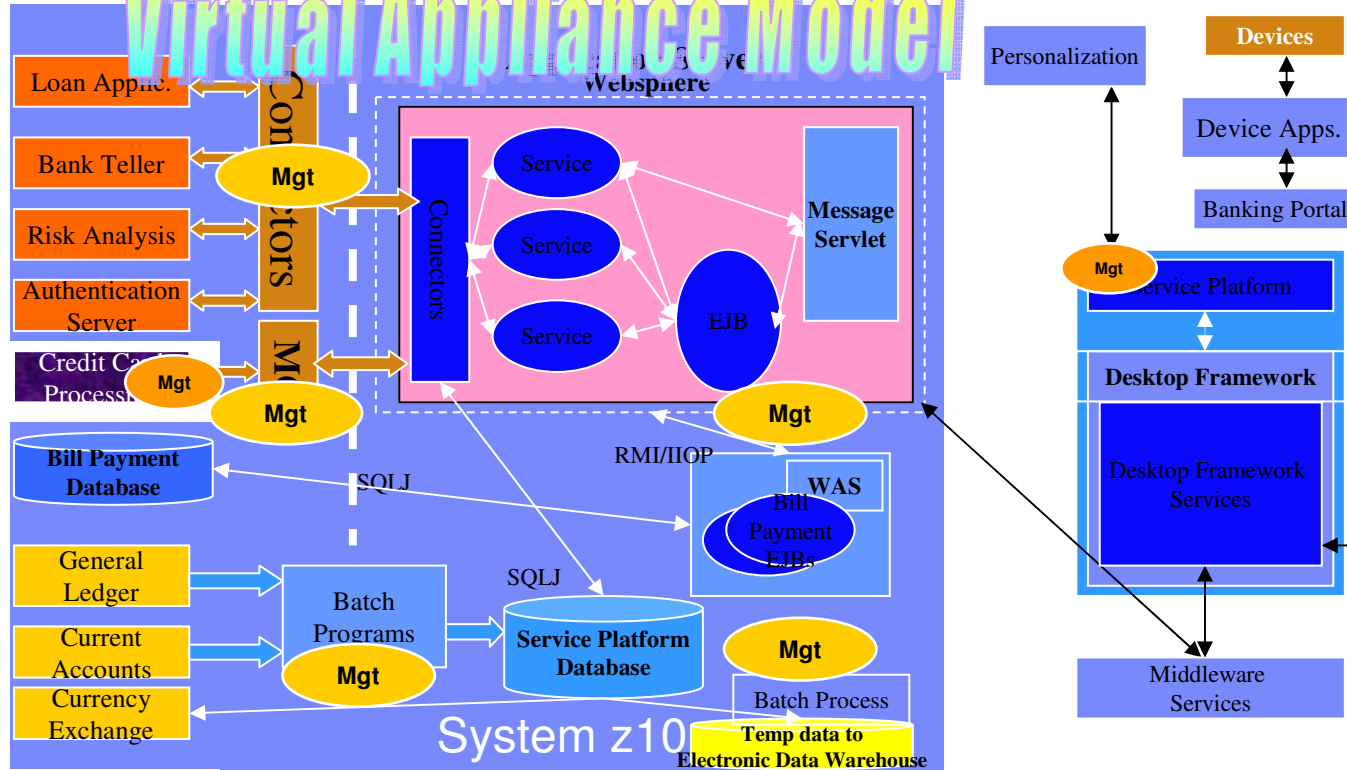 Virtual Appliance Model
Websphere
Loan Applic.
Bank Teller
Risk Analysis
Authentication
Server
Mgt
Mgt
Mgt
Connectors
Service
Service
Service
EJB
Message
Servlet
Mgt
RMI/IIOP
WAS
Bill
Payment
EJBs
Bill Payment
Database
SQLJ
SQLJ
General
Ledger
Current
Accounts
Currency
Exchange
Batch
Programs
Mgt
Service Platform
Database
Mgt
Batch Process
Temp data to
Electronic Data Warehouse
System z10
Personalization
Devices
Device Apps.
Banking Portal
Mgt
Service Platform
Desktop Framework
Desktop Framework
Services
Middleware
Services